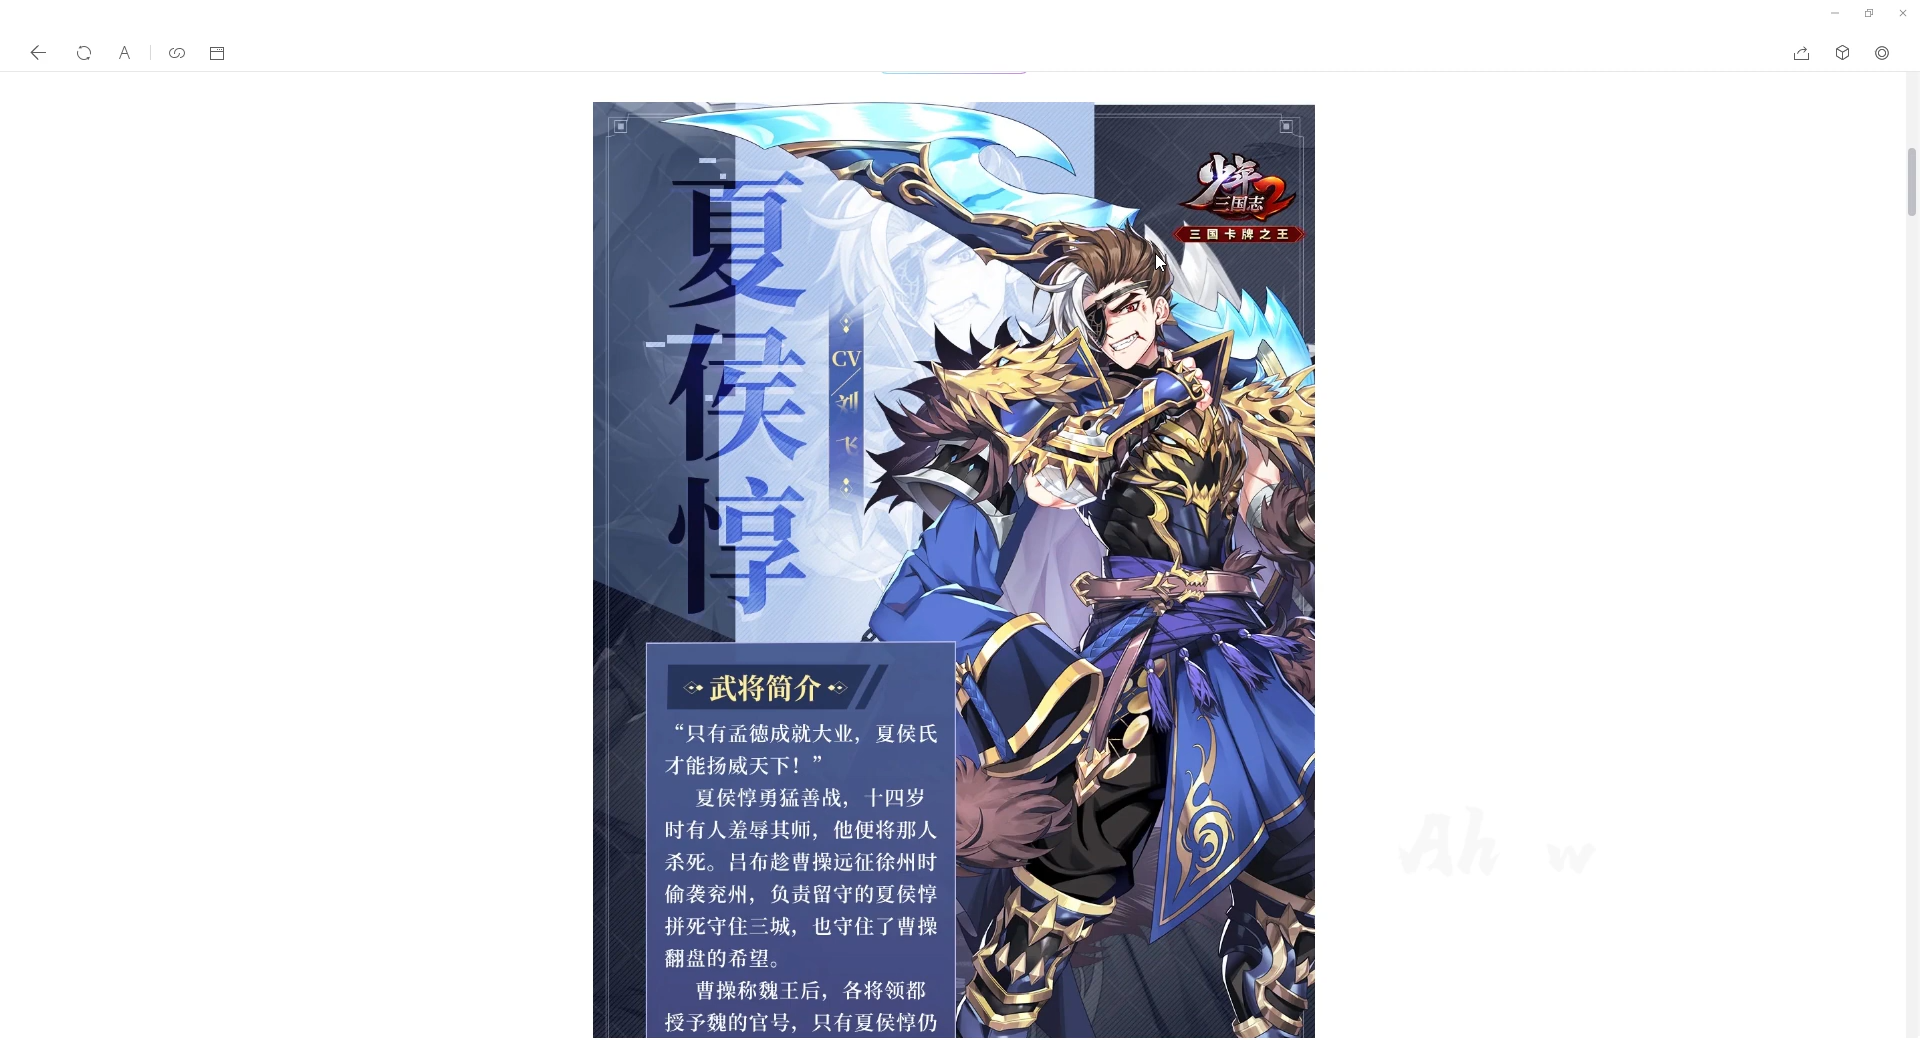 夏侯惇
CV/刘飞
少年
三国志2
三国卡牌之王
武将简介
“只有孟德成就大业，夏侯氏
才能扬威天下！”
夏侯惇勇猛善战，十四岁
时有人羞辱其师，他便将那人
杀死。吕布趁曹操远征徐州时
偷袭兖州，负责留守的夏侯惇
拼死守住三城，也守住了曹操
翻盘的希望。
曹操称魏王后，各将领都
授予魏的官号，只有夏侯惇仍